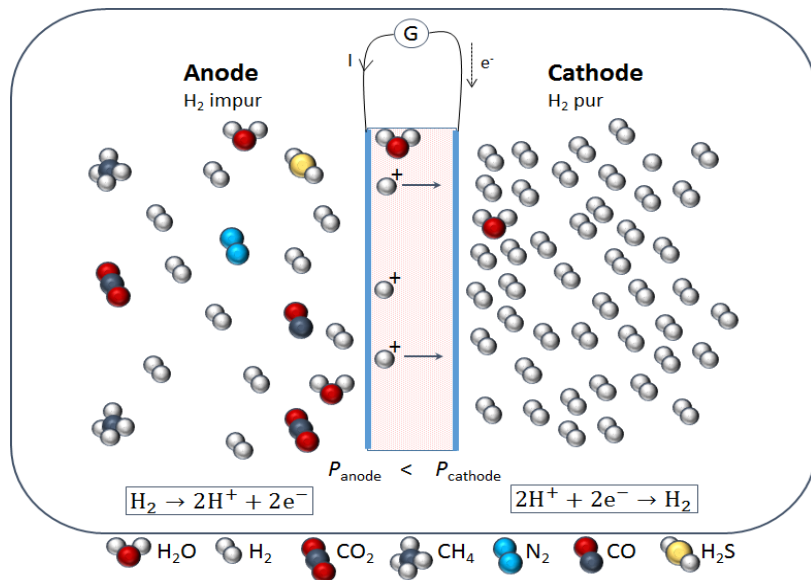 G
I
e⁻
Anode
H₂ impur
Cathode
H₂ pur
+
+
+
P_anode < P_cathode
H₂ → 2H⁺ + 2e⁻
2H⁺ + 2e⁻ → H₂
H₂O
H₂
CO₂
CH₄
N₂
CO
H₂S